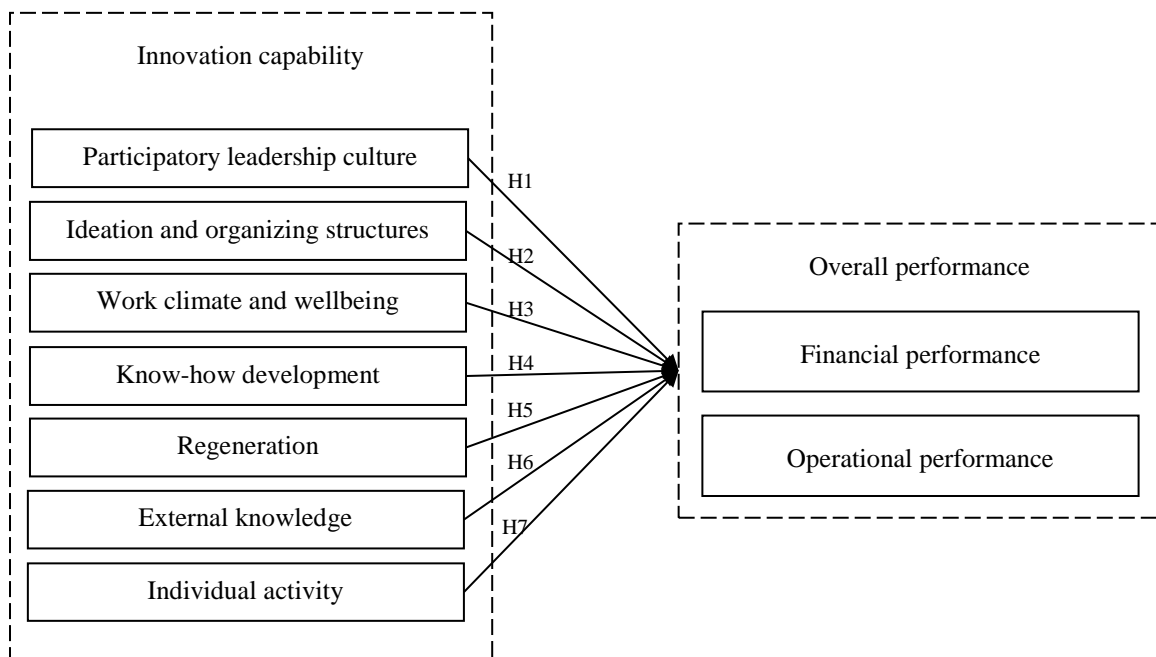 Innovation capability
Participatory leadership culture
Ideation and organizing structures
Work climate and wellbeing
Know-how development
Regeneration
External knowledge
Individual activity
H1
H2
H3
H4
H5
H6
H7
Overall performance
Financial performance
Operational performance